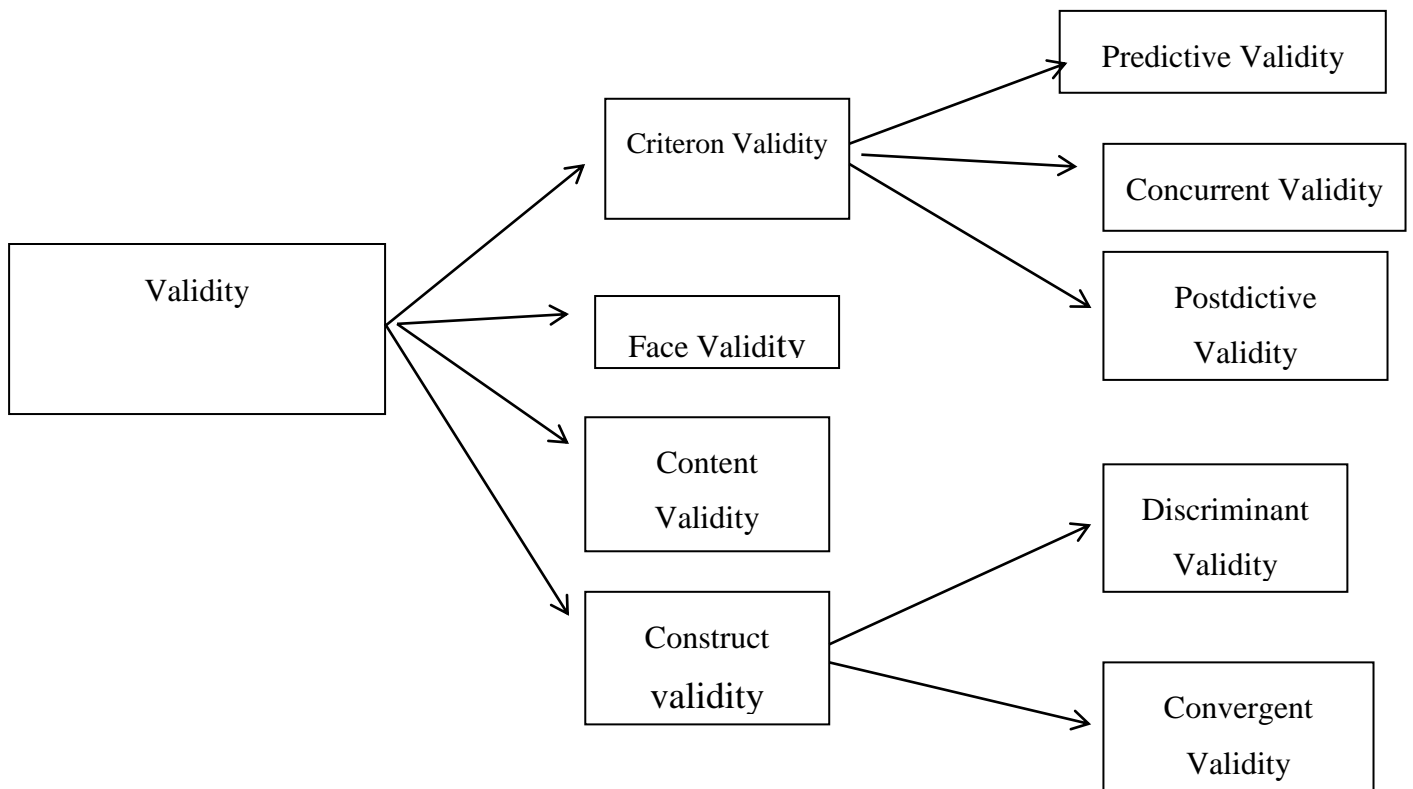 Predictive Validity
Criteron Validity
Concurrent Validity
Validity
Postdictive
Validity
Face Validity
Content
Validity
Discriminant
Validity
Construct
validity
Convergent
Validity